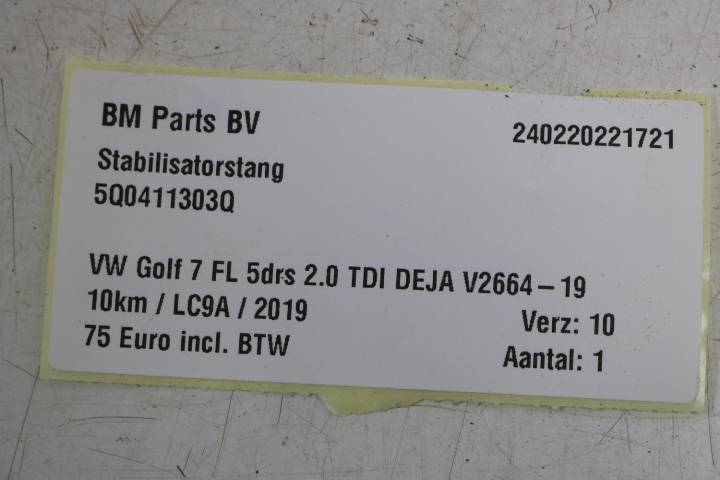 BM Parts BV
240220221721
Stabilisatorstang
5Q0411303Q
VW Golf 7 FL 5drs 2.0 TDI DEJA V2664-19
10km / LC9A / 2019
Verz: 10
75 Euro incl. BTW
Aantal: 1